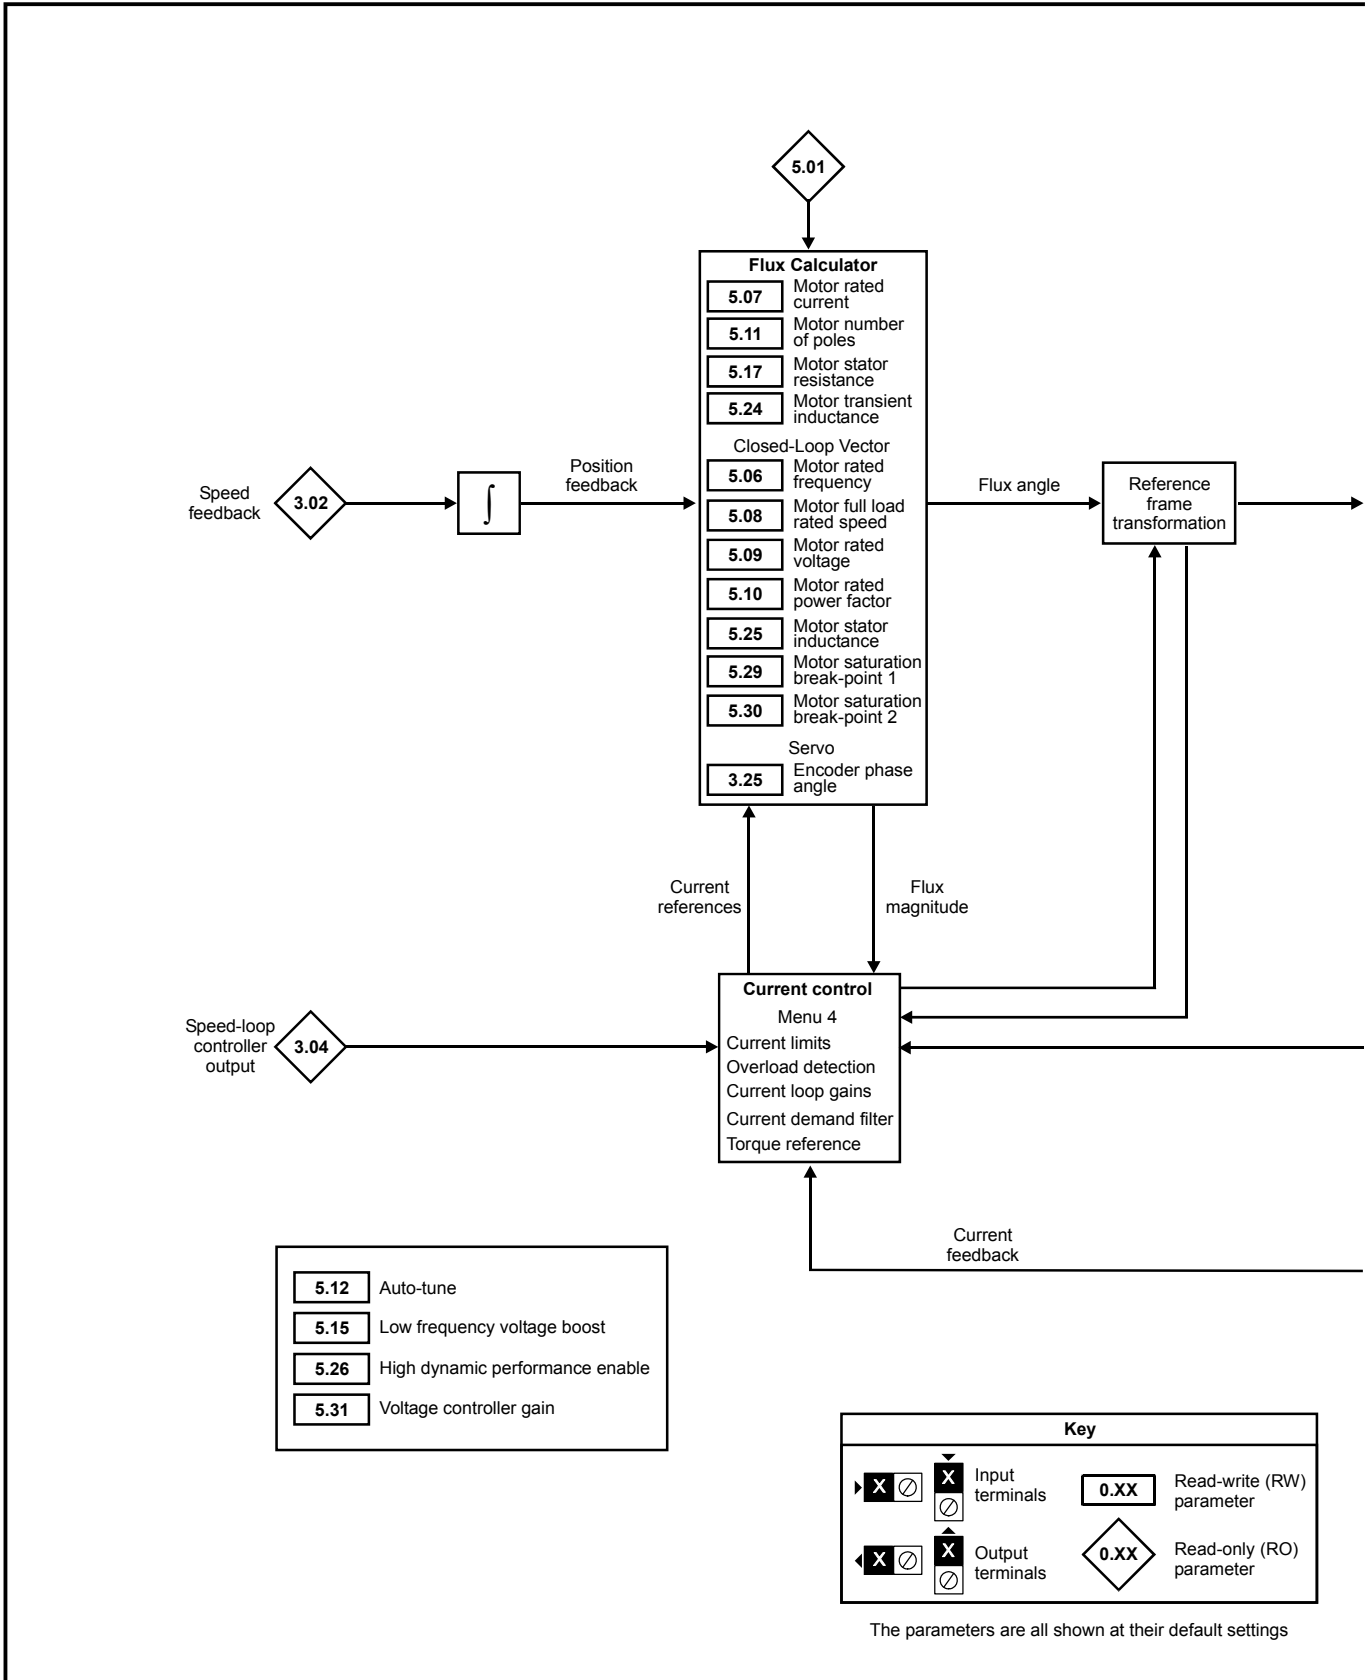 5.01
Flux Calculator
5.07 Motor rated
current
5.11 Motor number
of poles
5.17 Motor stator
resistance
5.24 Motor transient
inductance
Closed-Loop Vector
5.06 Motor rated
frequency
5.08 Motor full load
rated speed
5.09 Motor rated
voltage
5.10 Motor rated
power factor
5.25 Motor stator
inductance
5.29 Motor saturation
break-point 1
5.30 Motor saturation
break-point 2
Servo
3.25 Encoder phase
angle
Speed
feedback
3.02
∫
Position
feedback
Flux angle
Reference
frame
transformation
Current
references
Flux
magnitude
Speed-loop
controller
output
3.04
Current control
Menu 4
Current limits
Overload detection
Current loop gains
Current demand filter
Torque reference
Current
feedback
5.12 Auto-tune
5.15 Low frequency voltage boost
5.26 High dynamic performance enable
5.31 Voltage controller gain
Key
X X Input
terminals
0.XX Read-write (RW)
parameter
X X Output
terminals
0.XX Read-only (RO)
parameter
The parameters are all shown at their default settings